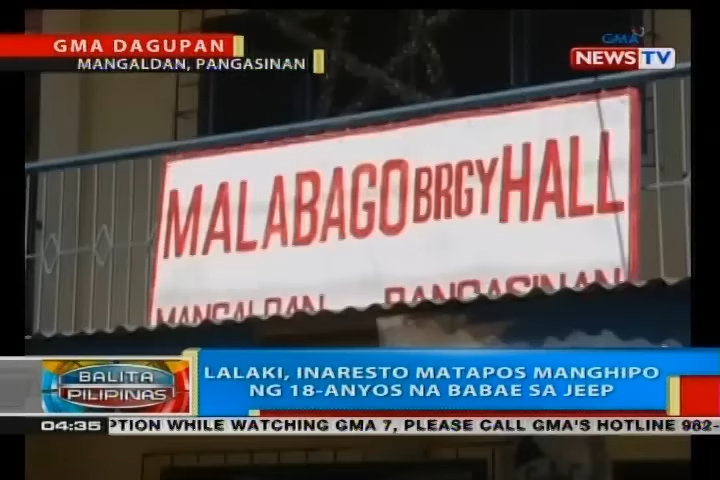 GMA DAGUPAN
MANGALDAN, PANGASINAN
GMA
NEWS TV
MALABAGO BRGY HALL
MANGALDAN PANGASINAN
BALITA
PILIPINAS
LALAKI, INARESTO MATAPOS MANGHIPO
NG 18-ANYOS NA BABAE SA JEEP
04:35
PTION WHILE WATCHING GMA 7, PLEASE CALL GMA'S HOTLINE 982-